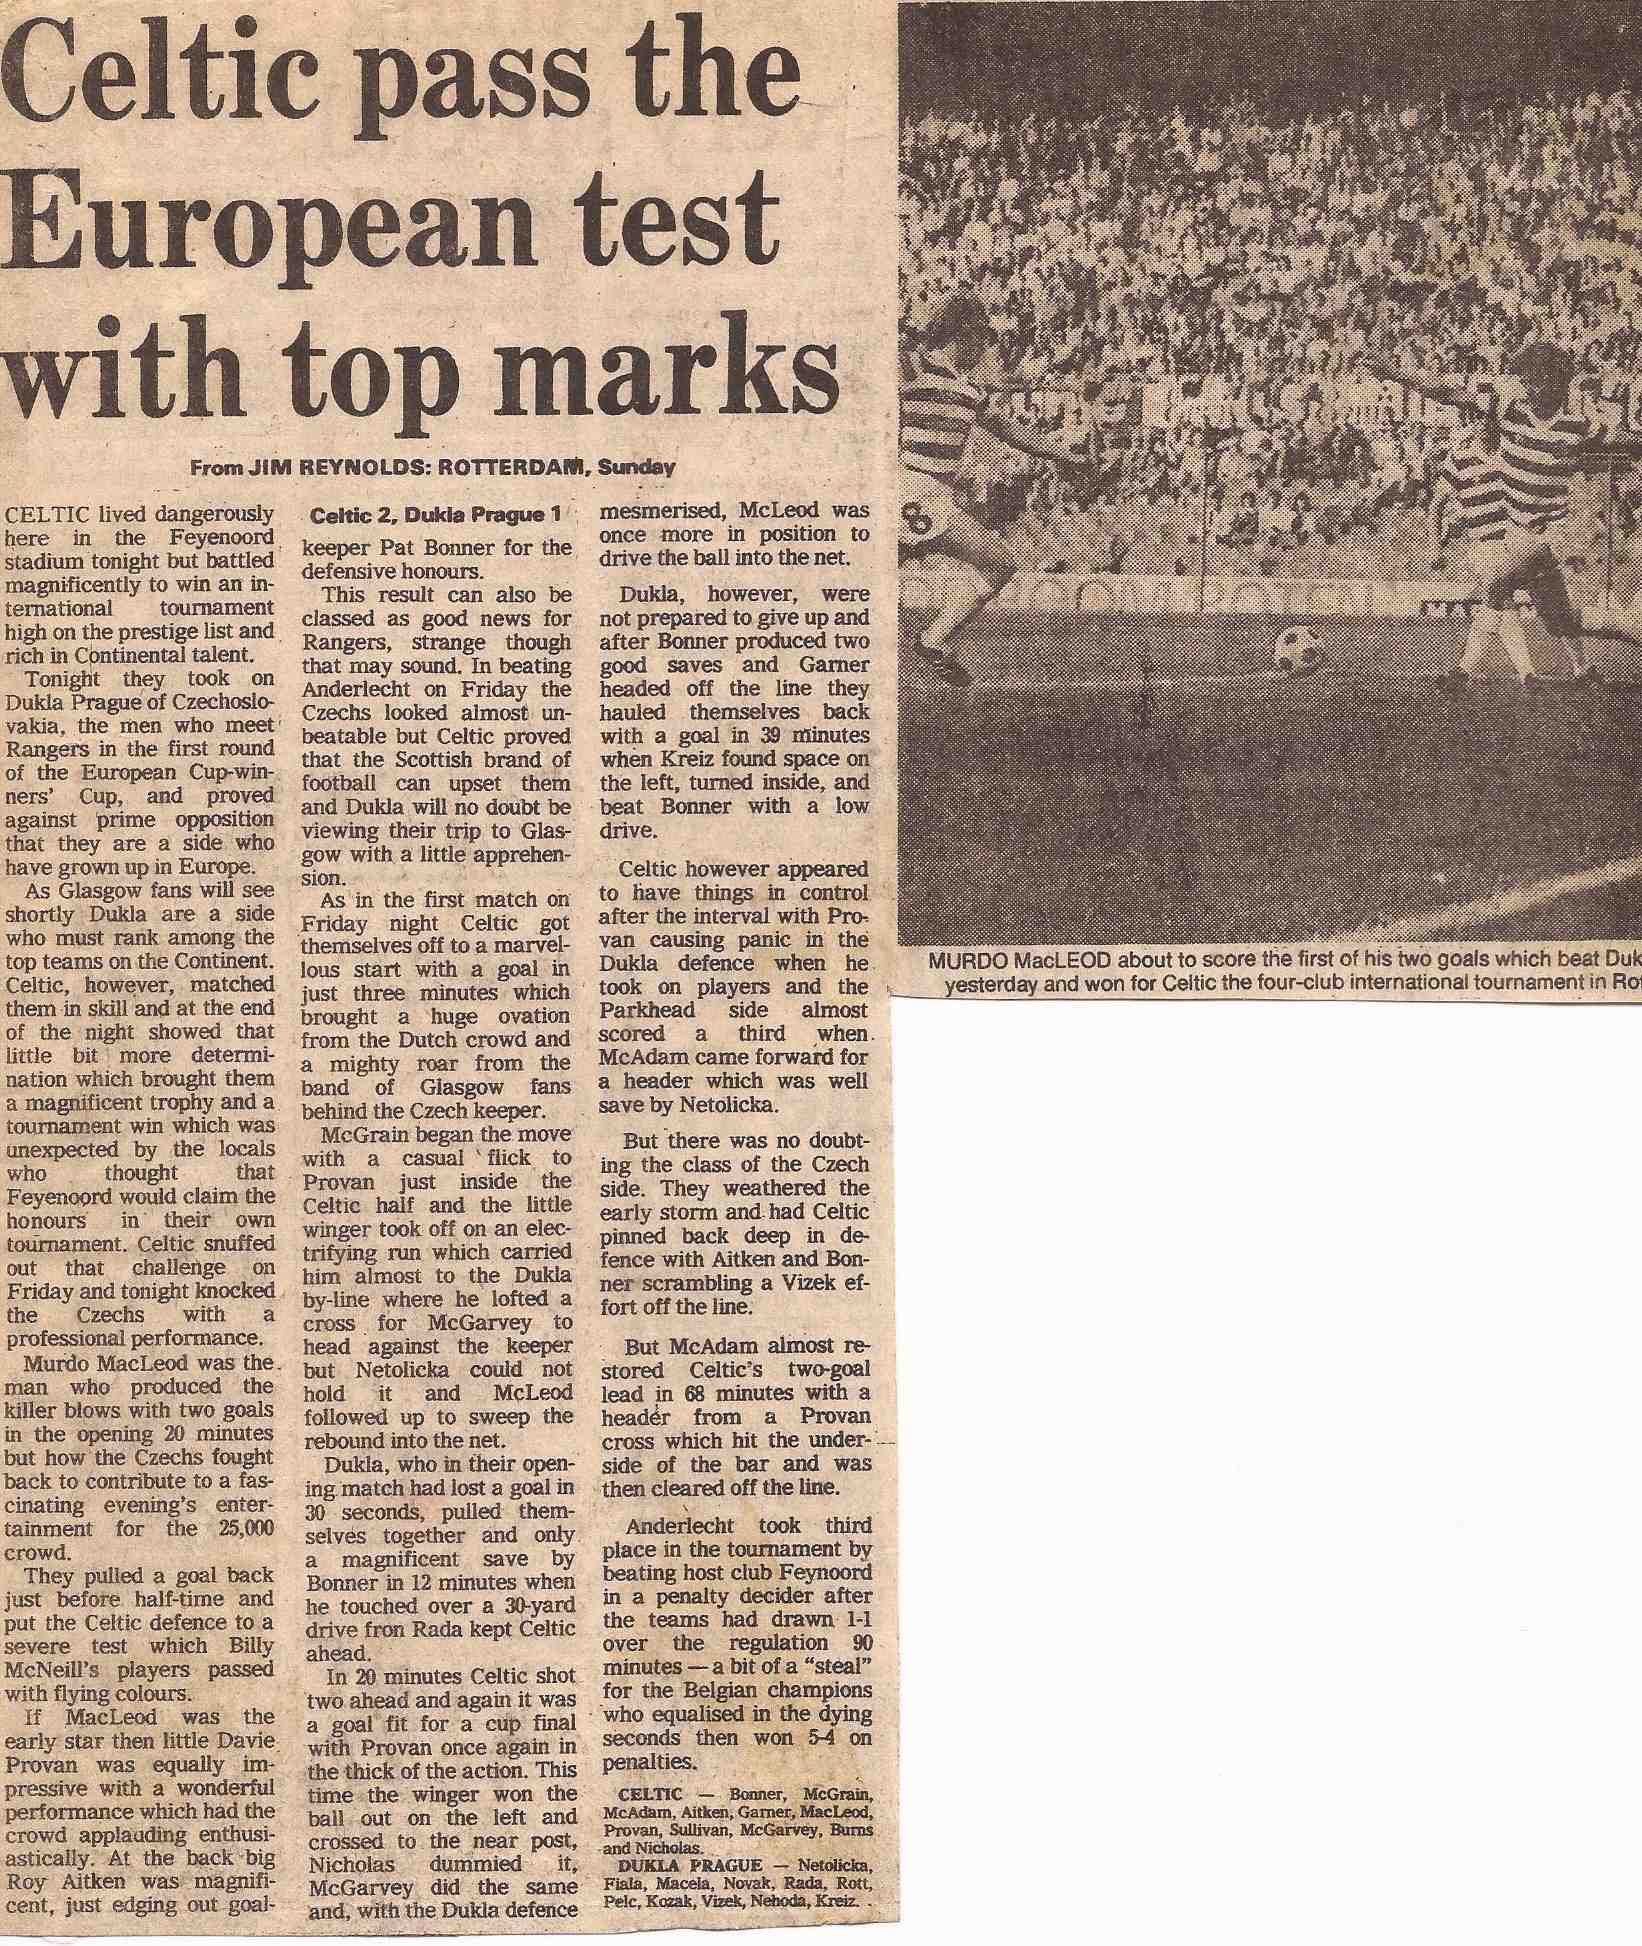 Celtic pass the
European test
with top marks
From JIM REYNOLDS: ROTTERDAM, Sunday
CELTIC lived dangerously
here in the Feyenoord
stadium tonight but battled
magnificently to win an in-
ternational tournament
high on the prestige list and
rich in Continental talent.
Tonight they took on
Dukla Prague of Czechoslo-
vakia, the men who meet
Rangers in the first round
of the European Cup-win-
ners' Cup, and proved
against prime opposition
that they are a side who
have grown up in Europe.
As Glasgow fans will see
shortly Dukla are a side
who must rank among the
top teams on the Continent.
Celtic, however, matched
them in skill and at the end
of the night showed that
little bit more determi-
nation which brought them
a magnificent trophy and a
tournament win which was
unexpected by the locals
who thought that
Feyenoord would claim the
honours in their own
tournament. Celtic snuffed
out that challenge on
Friday and tonight knocked
the Czechs with a
professional performance.
Murdo MacLeod was the
man who produced the
killer blows with two goals
in the opening 20 minutes
but how the Czechs fought
back to contribute to a fas-
cinating evening's enter-
tainment for the 25,000
crowd.
They pulled a goal back
just before half-time and
put the Celtic defence to a
severe test which Billy
McNeill's players passed
with flying colours.
If MacLeod was the
early star then little Davie
Provan was equally im-
pressive with a wonderful
performance which had the
crowd applauding enthusi-
astically. At the back big
Roy Aitken was magnifi-
cent, just edging out goal-
Celtic 2, Dukla Prague 1
keeper Pat Bonner for the
defensive honours.
This result can also be
classed as good news for
Rangers, strange though
that may sound. In beating
Anderlecht on Friday the
Czechs looked almost un-
beatable but Celtic proved
that the Scottish brand of
football can upset them
and Dukla will no doubt be
viewing their trip to Glas-
gow with a little apprehen-
sion.
As in the first match on
Friday night Celtic got
themselves off to a marvel-
lous start with a goal in
just three minutes which
brought a huge ovation
from the Dutch crowd and
a mighty roar from the
band of Glasgow fans
behind the Czech keeper.
McGrain began the move
with a casual flick to
Provan just inside the
Celtic half and the little
winger took off on an elec-
trifying run which carried
him almost to the Dukla
by-line where he lofted a
cross for McGarvey to
head against the keeper
but Netolicka could not
hold it and McLeod
followed up to sweep the
rebound into the net.
Dukla, who in their open-
ing match had lost a goal in
30 seconds, pulled them-
selves together and only
a magnificent save by
Bonner in 12 minutes when
he touched over a 30-yard
drive fron Rada kept Celtic
ahead.
In 20 minutes Celtic shot
two ahead and again it was
a goal fit for a cup final
with Provan once again in
the thick of the action. This
time the winger won the
ball out on the left and
crossed to the near post,
Nicholas dummied it,
McGarvey did the same
and, with the Dukla defence
mesmerised, McLeod was
once more in position to
drive the ball into the net.
Dukla, however, were
not prepared to give up and
after Bonner produced two
good saves and Garner
headed off the line they
hauled themselves back
with a goal in 39 minutes
when Kreiz found space on
the left, turned inside, and
beat Bonner with a low
drive.
Celtic however appeared
to have things in control
after the interval with Pro-
van causing panic in the
Dukla defence when he
took on players and the
Parkhead side almost
scored a third when
McAdam came forward for
a header which was well
save by Netolicka.
But there was no doubt-
ing the class of the Czech
side. They weathered the
early storm and had Celtic
pinned back deep in de-
fence with Aitken and Bon-
ner scrambling a Vizek ef-
fort off the line.
But McAdam almost re-
stored Celtic's two-goal
lead in 68 minutes with a
header from a Provan
cross which hit the under-
side of the bar and was
then cleared off the line.
Anderlecht took third
place in the tournament by
beating host club Feynoord
in a penalty decider after
the teams had drawn 1-1
over the regulation 90
minutes — a bit of a "steal"
for the Belgian champions
who equalised in the dying
seconds then won 5-4 on
penalties.
CELTIC — Bonner, McGrain,
McAdam, Aitken, Garner, MacLeod,
Provan, Sullivan, McGarvey, Burns
and Nicholas.
DUKLA PRAGUE — Netolicka,
Fiala, Macela, Novak, Rada, Rott,
Pelc, Kozak, Vizek, Nehoda, Kreiz.
8
MURDO MacLEOD about to score the first of his two goals which beat Duk
yesterday and won for Celtic the four-club international tournament in Rot